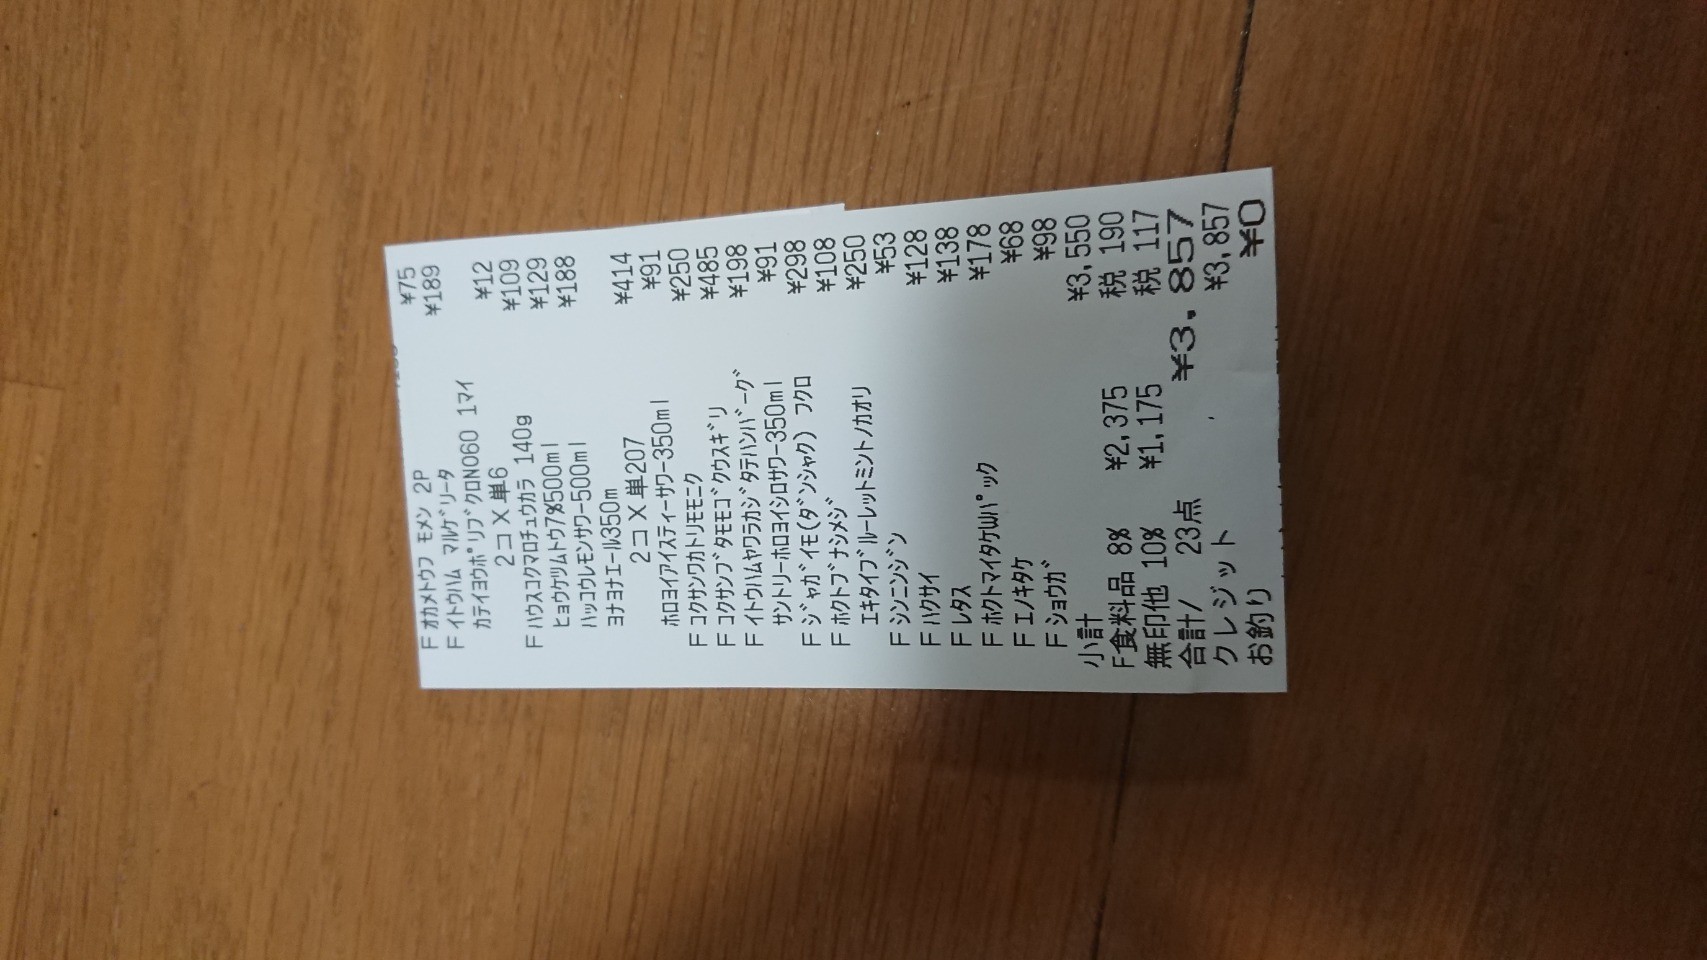 F オカメトウフ モメン 2P ¥75
F イトウハム マルゲリータ ¥189
カテイヨウポリブクロNO60 1マイ
2コ X 単6 ¥12
F ハウスコクマロチュウカラ 140g ¥109
ヒョウケツムトウ7%500ml ¥129
ハッコウレモンサワー500ml ¥188
ヨナヨナエール350m
2コ X 単207 ¥414
ホロヨイアイスティーサワー350ml ¥91
F コクサンワカトリモモニク ¥250
F コクサンブタモモゴクウスギリ ¥485
F イトウハムヤワラカジタテハンバーグ ¥198
サントリーホロヨイシロサワー350ml ¥91
F ジャガイモ(ダンシャク) フクロ ¥298
F ホクトブナシメジ ¥108
エキタイブルーレットミントノカオリ ¥250
F シンニンジン ¥53
F ハクサイ ¥128
F レタス ¥138
F ホクトマイタケWパック ¥178
F エノキタケ ¥68
F ショウガ ¥98
小計 ¥3,550
F食料品 8% ¥2,375 税 190
無印他 10% ¥1,175 税 117
合計/ 23点 ¥3,857
クレジット ¥3,857
お釣り ¥0